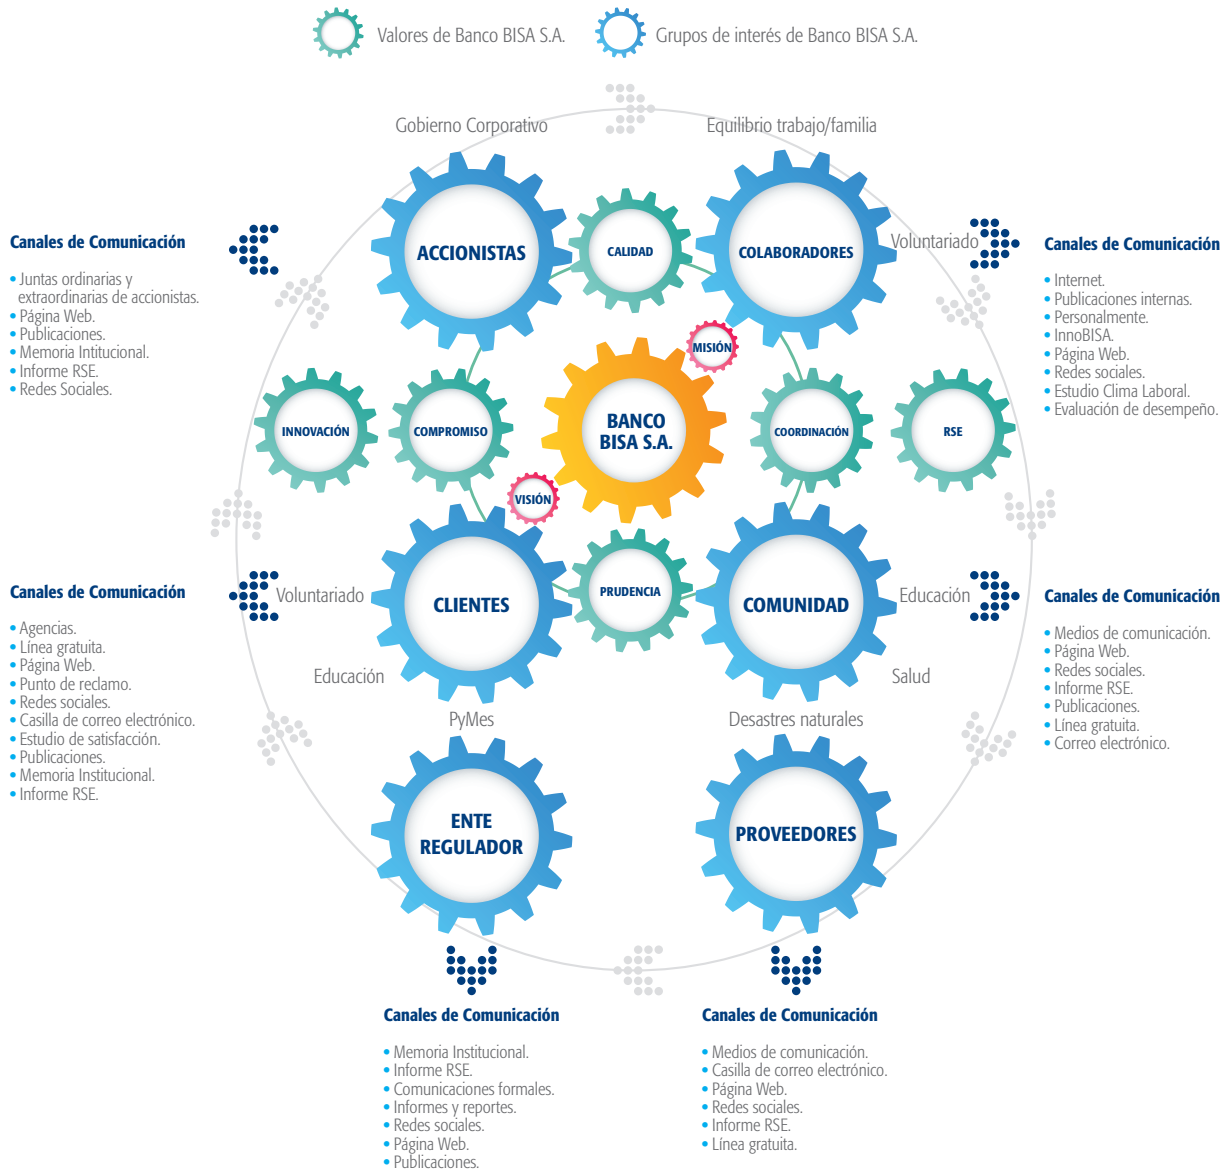 Valores de Banco BISA S.A.
Grupos de interés de Banco BISA S.A.
Gobierno Corporativo
Equilibrio trabajo/familia
ACCIONISTAS
CALIDAD
COLABORADORES
Voluntariado
Canales de Comunicación
• Juntas ordinarias y
extraordinarias de accionistas.
• Página Web.
• Publicaciones.
• Memoria Intitucional.
• Informe RSE.
• Redes Sociales.
Canales de Comunicación
• Internet.
• Publicaciones internas.
• Personalmente.
• InnoBISA.
• Página Web.
• Redes sociales.
• Estudio Clima Laboral.
• Evaluación de desempeño.
MISIÓN
INNOVACIÓN
COMPROMISO
BANCO
BISA S.A.
COORDINACIÓN
RSE
VISIÓN
Canales de Comunicación
• Agencias.
• Línea gratuita.
• Página Web.
• Punto de reclamo.
• Redes sociales.
• Casilla de correo electrónico.
• Estudio de satisfacción.
• Publicaciones.
• Memoria Institucional.
• Informe RSE.
Voluntariado
CLIENTES
PRUDENCIA
COMUNIDAD
Educación
Canales de Comunicación
• Medios de comunicación.
• Página Web.
• Redes sociales.
• Informe RSE.
• Publicaciones.
• Línea gratuita.
• Correo electrónico.
Educación
Salud
PyMes
Desastres naturales
ENTE
REGULADOR
PROVEEDORES
Canales de Comunicación
• Memoria Institucional.
• Informe RSE.
• Comunicaciones formales.
• Informes y reportes.
• Redes sociales.
• Página Web.
• Publicaciones.
Canales de Comunicación
• Medios de comunicación.
• Casilla de correo electrónico.
• Página Web.
• Redes sociales.
• Informe RSE.
• Línea gratuita.